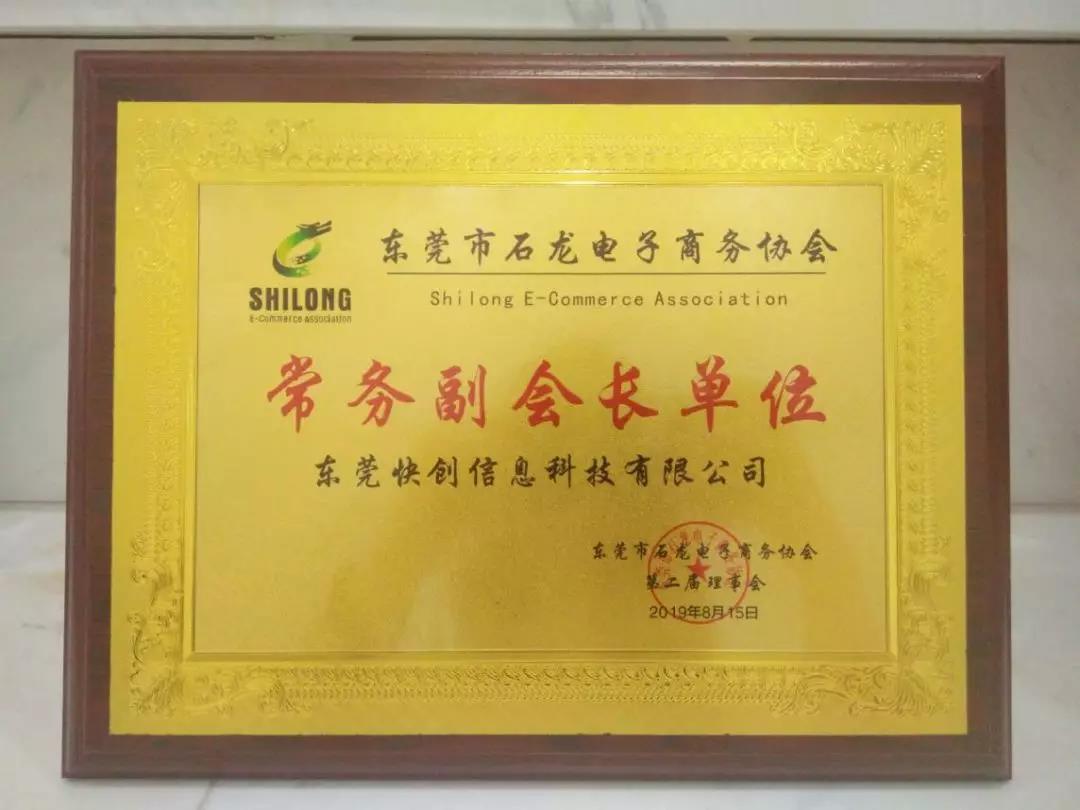 东莞市石龙电子商务协会
Shilong E-Commerce Association
SHILONG
E-Commerce Association
常务副会长单位
东莞快创信息科技有限公司
东莞市石龙电子商务协会
第二届理事会
2019年8月15日